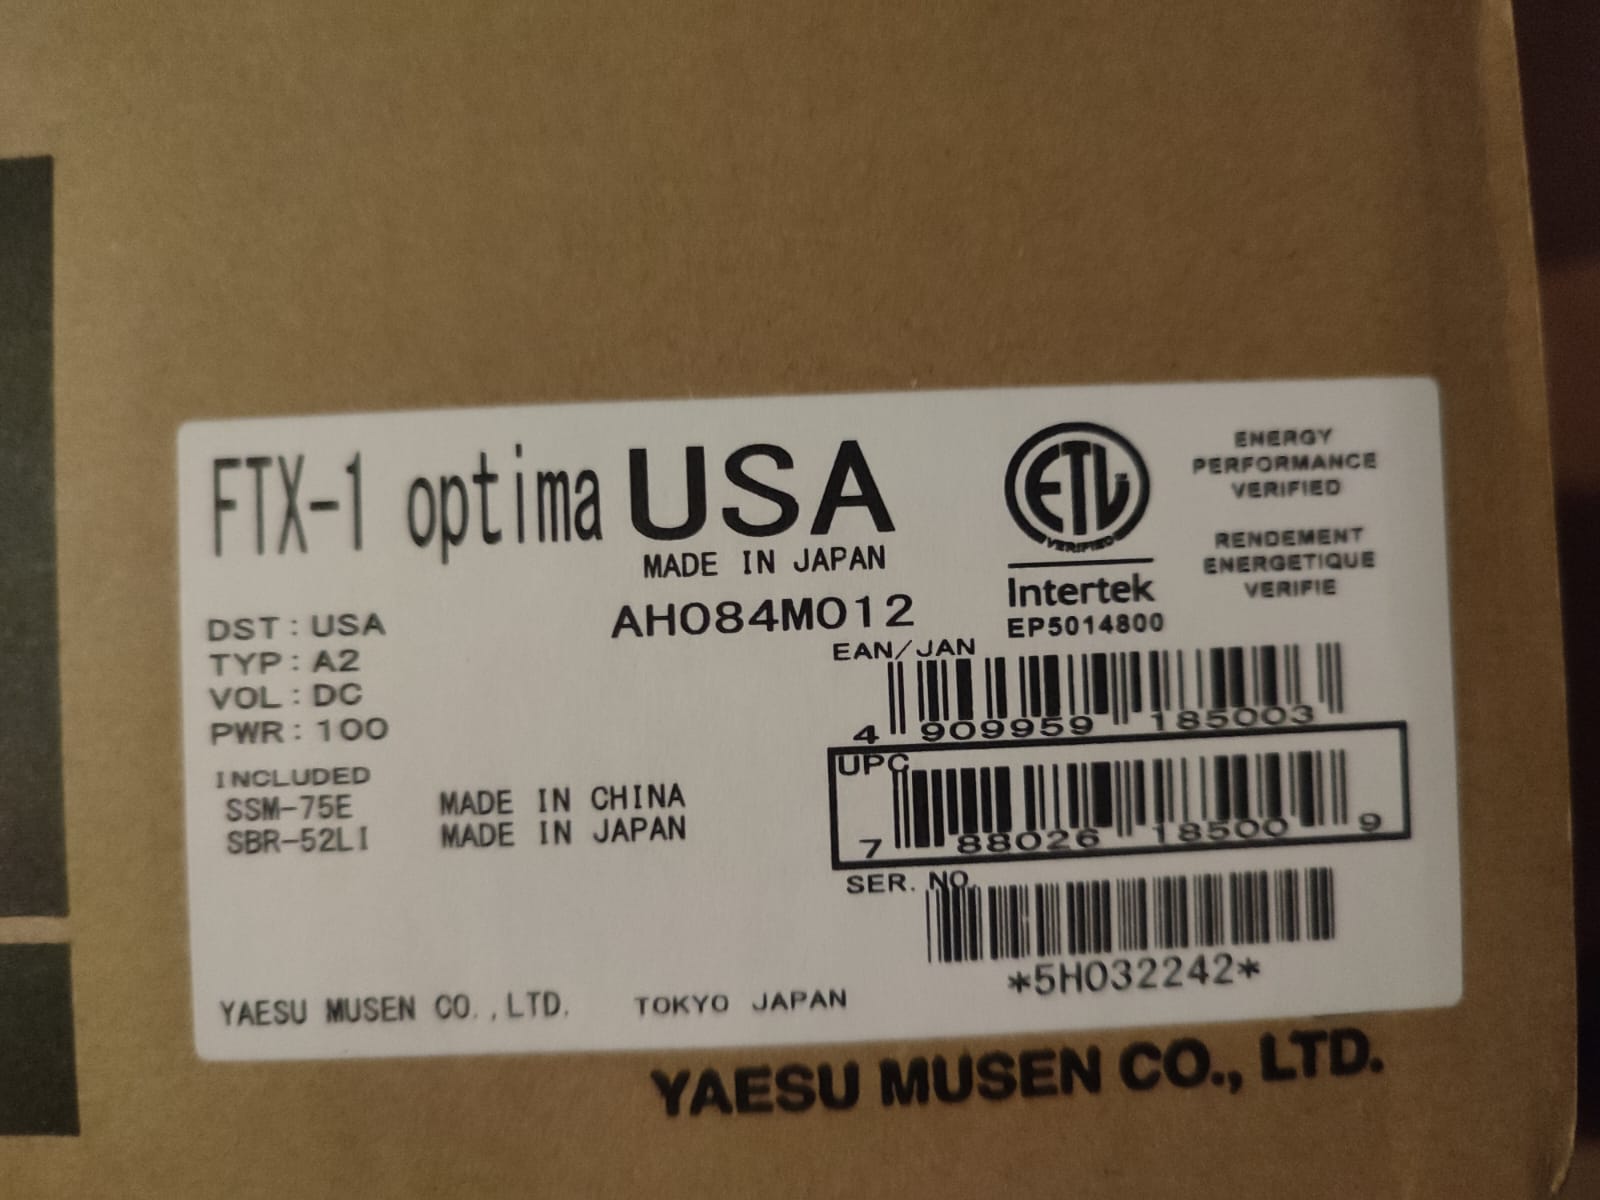 FTX-1 optima USA
MADE IN JAPAN
AH084M012
ETL
VERIFIED
Intertek
EP5014800
ENERGY
PERFORMANCE
VERIFIED
RENDEMENT
ENERGETIQUE
VERIFIE
DST: USA
TYP: A2
VOL: DC
PWR: 100
INCLUDED
SSM-75E MADE IN CHINA
SBR-52LI MADE IN JAPAN
EAN/JAN
4 909959 185003
UPC
7 88026 18500 9
SER. NO.
*5H032242*
YAESU MUSEN CO.,LTD. TOKYO JAPAN
YAESU MUSEN CO., LTD.